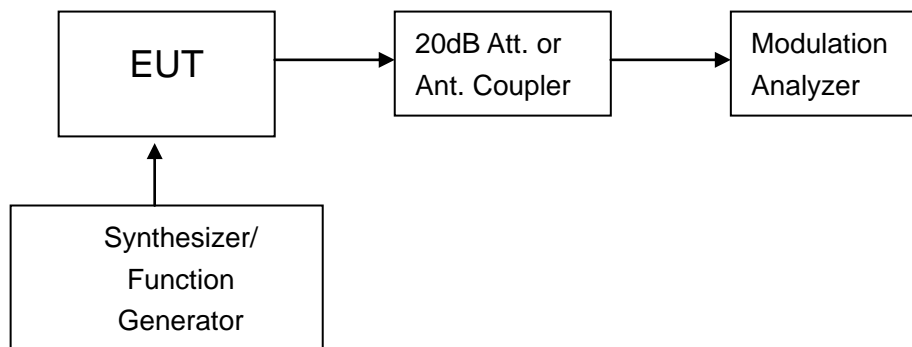 EUT
20dB Att. or
Ant. Coupler
Modulation
Analyzer
Synthesizer/
Function
Generator